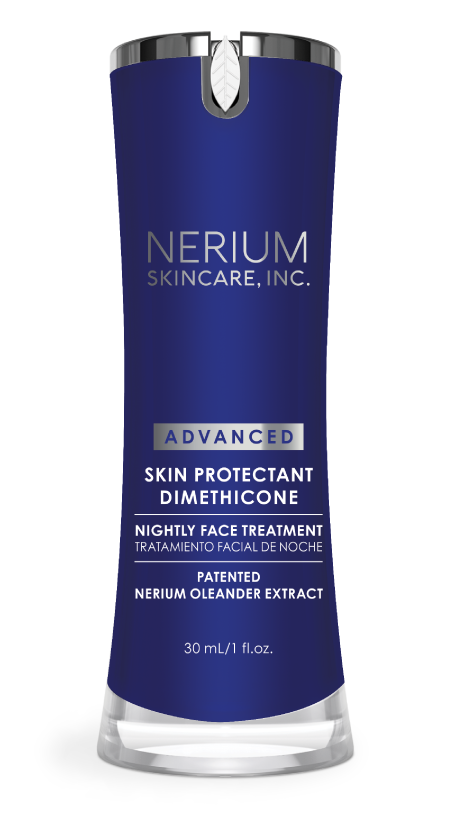 NERIUM
SKINCARE, INC.
ADVANCED
SKIN PROTECTANT
DIMETHICONE
NIGHTLY FACE TREATMENT
TRATAMIENTO FACIAL DE NOCHE
PATENTED
NERIUM OLEANDER EXTRACT
30 mL/1 fl.oz.